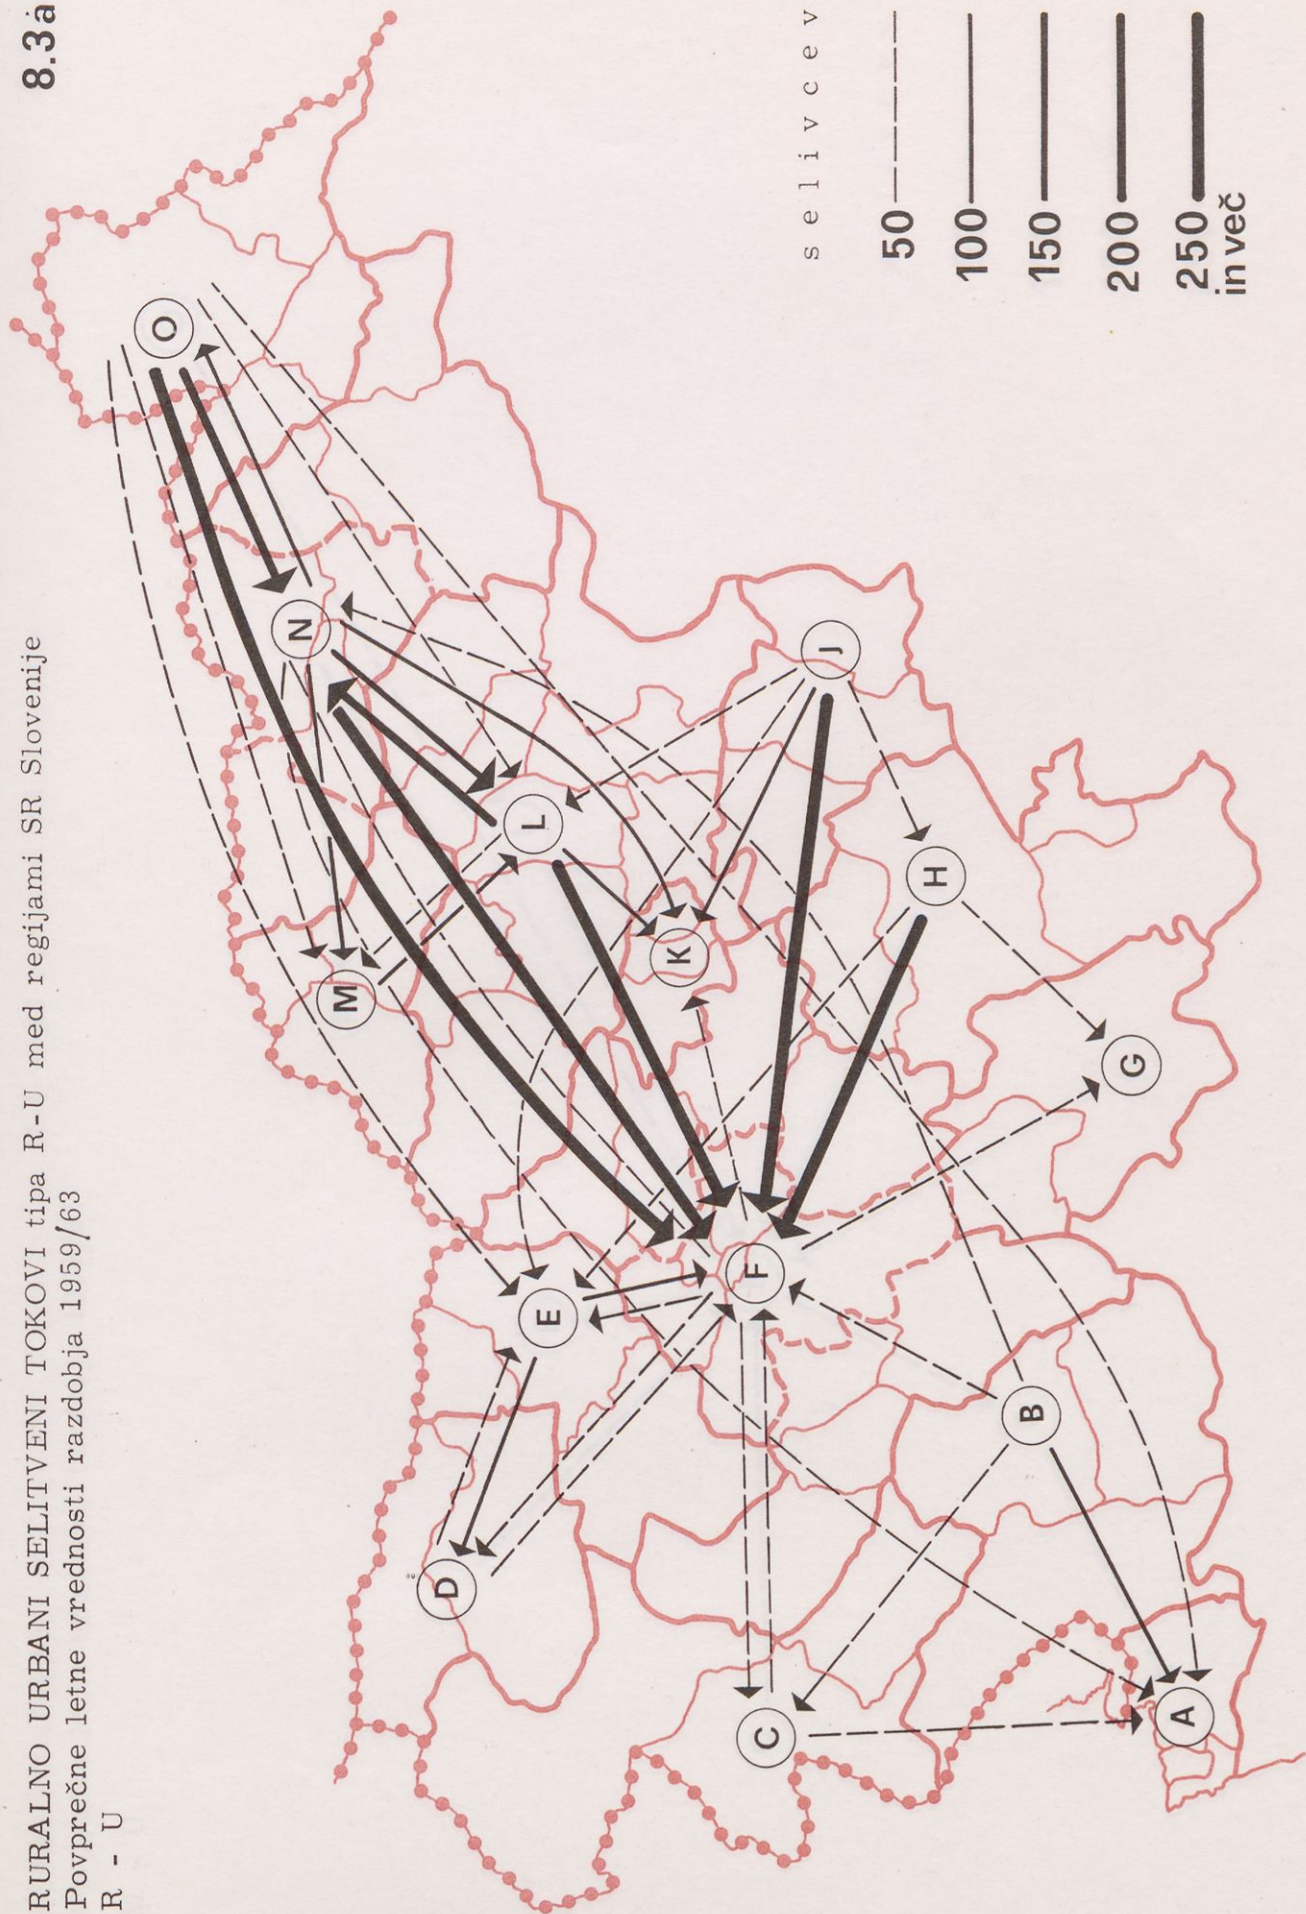 8.3a
RURALNO URBANI SELITVENI TOKOVI tipa R-U med regijami SR Slovenije
Povprečne letne vrednosti razdobja 1959/63
R - U
O
N
M
L
K
J
H
G
F
E
D
C
B
A
selivcev
50
100
150
200
250
in več